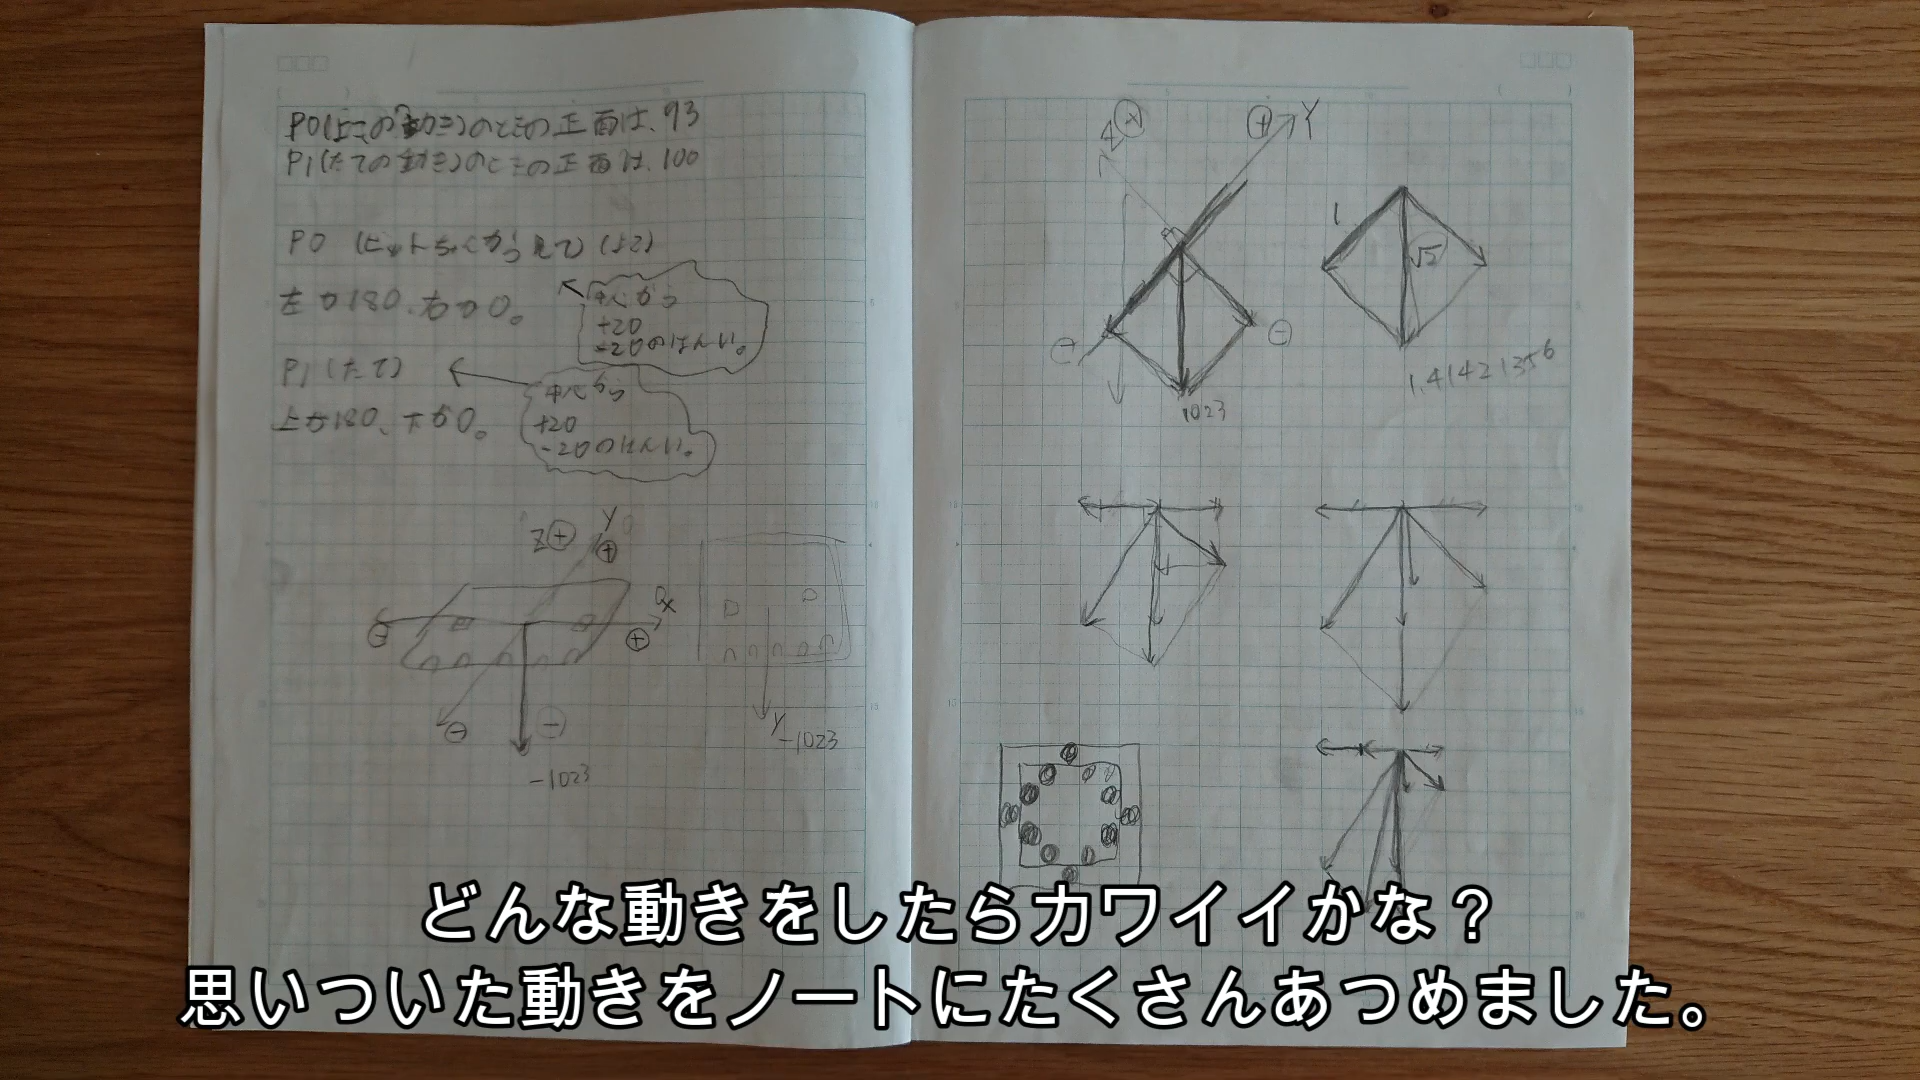 P0(よこの動き)のときの正面は、93
P1(たての動き)のときの正面は、100
P0 (ビットちゃんから見て) (よこ)
左が180、右が0。
中心から
+20
-20のはんい。
P1(たて)
上が180、下が0。
中心から
+20
-20のはんい。
Z⊕
Y
⊕
X
⊖
⊕
⊖
⊖
-1023
Y
-1023
Z⊕
⊕
Y
⊖
⊖
1023
1
√2
1.41421356
どんな動きをしたらカワイイかな？
思いついた動きをノートにたくさんあつめました。